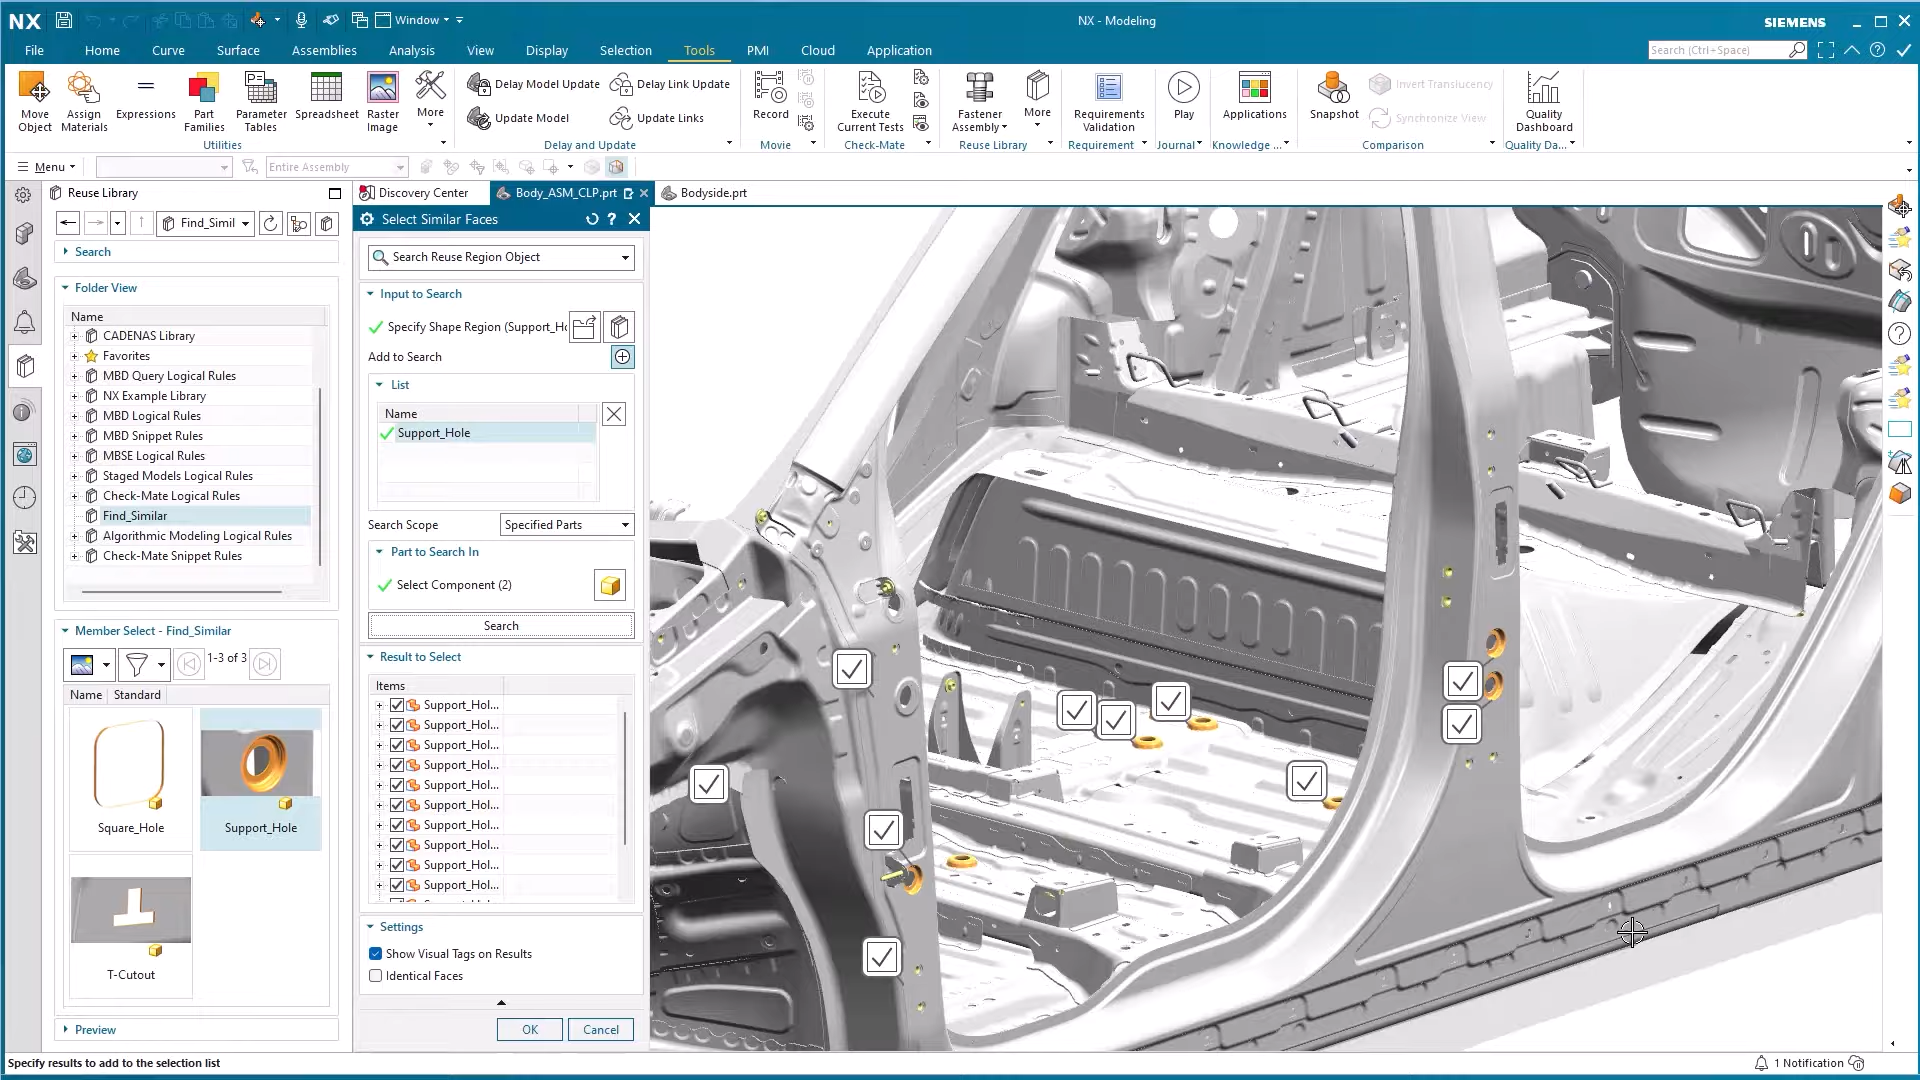 NX
Window
NX - Modeling
SIEMENS
File
Home
Curve
Surface
Assemblies
Analysis
View
Display
Selection
Tools
PMI
Cloud
Application
Search (Ctrl+Space)
Move Object
Assign Materials
Expressions
Part Families
Parameter Tables
Spreadsheet
Raster Image
More
Utilities
Delay Model Update
Delay Link Update
Update Model
Update Links
Delay and Update
Record
Movie
Execute Current Tests
Check-Mate
Fastener Assembly
More
Reuse Library
Requirements Validation
Requirement
Play
Journal
Applications
Knowledge ...
Snapshot
Invert Translucency
Synchronize View
Comparison
Quality Dashboard
Quality Da...
Menu
Entire Assembly
Reuse Library
Find_Simil
Search
Folder View
Name
CADENAS Library
Favorites
MBD Query Logical Rules
NX Example Library
MBD Logical Rules
MBD Snippet Rules
MBSE Logical Rules
Staged Models Logical Rules
Check-Mate Logical Rules
Find_Similar
Algorithmic Modeling Logical Rules
Check-Mate Snippet Rules
Member Select - Find_Similar
1-3 of 3
Name
Standard
Square_Hole
Support_Hole
T-Cutout
Preview
Discovery Center
Body_ASM_CLP.prt
Bodyside.prt
Select Similar Faces
Search Reuse Region Object
Input to Search
Specify Shape Region (Support_Ho
Add to Search
List
Name
Support_Hole
Search Scope
Specified Parts
Part to Search In
Select Component (2)
Search
Result to Select
Items
Support_Hol...
Support_Hol...
Support_Hol...
Support_Hol...
Support_Hol...
Support_Hol...
Support_Hol...
Support_Hol...
Support_Hol...
Support_Hol...
Settings
Show Visual Tags on Results
Identical Faces
OK
Cancel
Specify results to add to the selection list
1 Notification